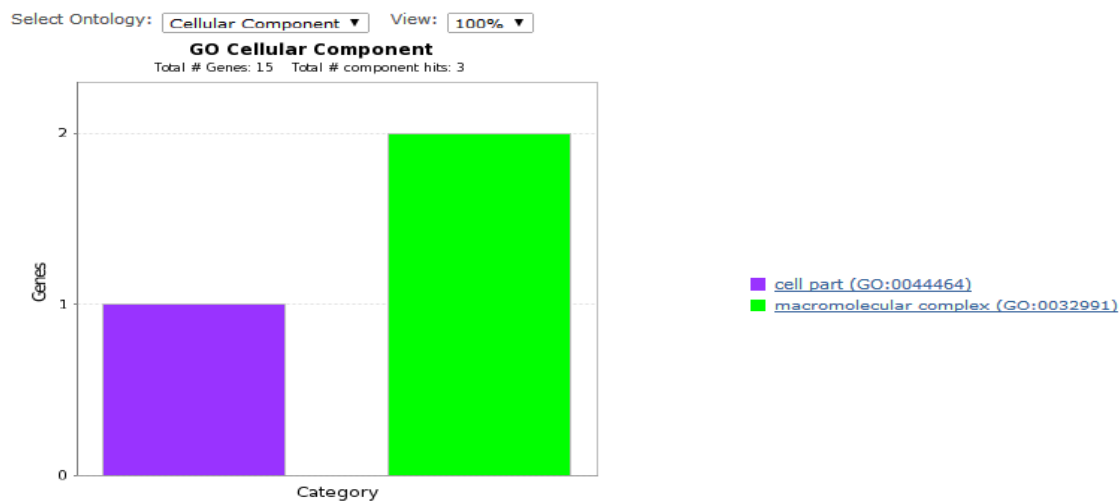 Select Ontology: Cellular Component ▼ View: 100% ▼
GO Cellular Component
Total # Genes: 15 Total # component hits: 3
2
1
0
Genes
Category
cell part (GO:0044464)
macromolecular complex (GO:0032991)